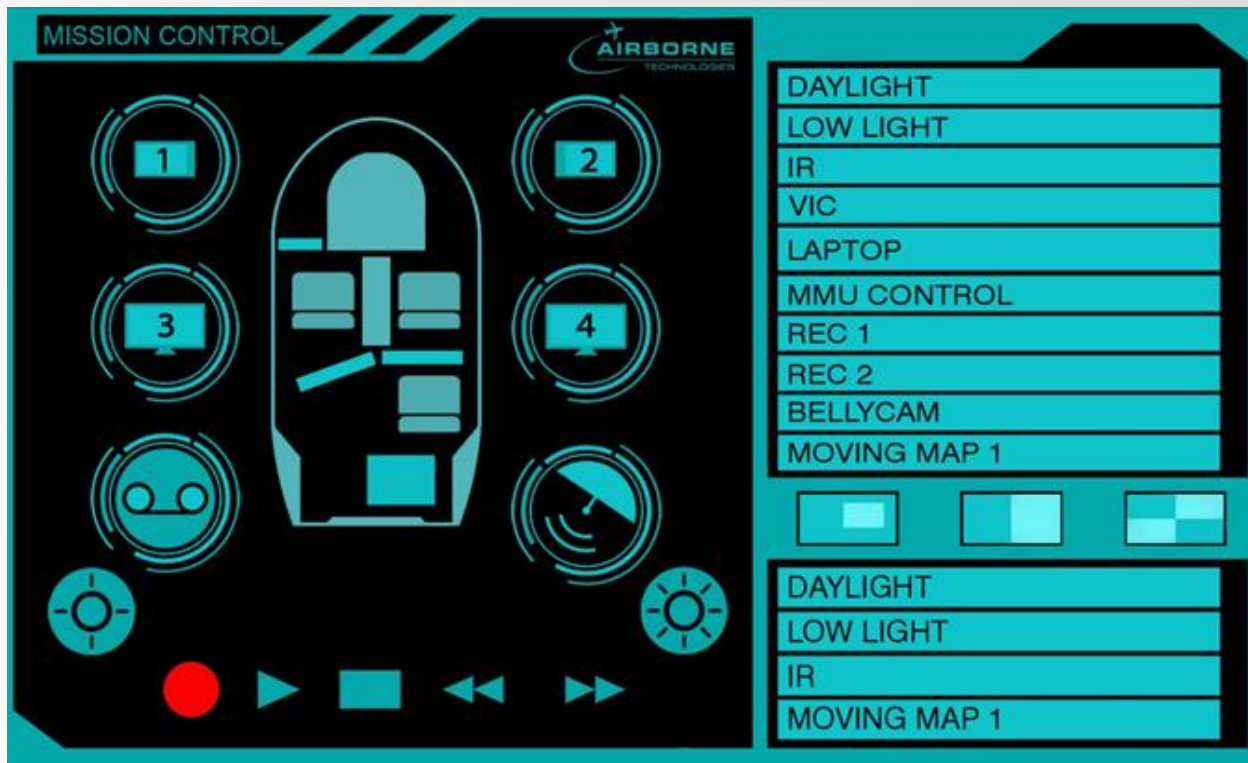 MISSION CONTROL
AIRBORNE
TECHNOLOGIES
1
2
3
4
DAYLIGHT
LOW LIGHT
IR
VIC
LAPTOP
MMU CONTROL
REC 1
REC 2
BELLYCAM
MOVING MAP 1
DAYLIGHT
LOW LIGHT
IR
MOVING MAP 1